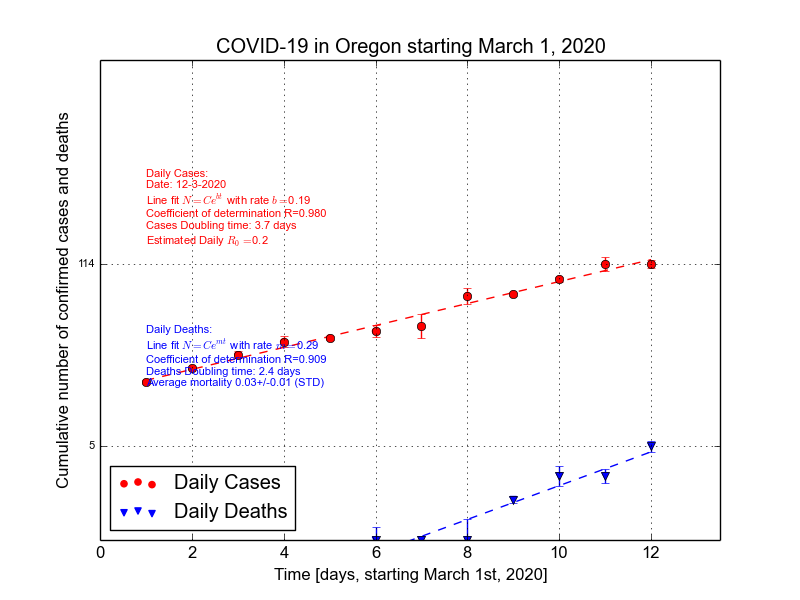 COVID-19 in Oregon starting March 1, 2020
Cumulative number of confirmed cases and deaths
Daily Cases:
Date: 12-3-2020
Line fit N=Ce^{bt} with rate b=0.19
Coefficient of determination R=0.980
Cases Doubling time: 3.7 days
Estimated Daily R_0=0.2
114
Daily Deaths:
Line fit N=Ce^{mt} with rate m=0.29
Coefficient of determination R=0.909
Deaths Doubling time: 2.4 days
Average mortality 0.03+/-0.01 (STD)
5
Daily Cases
Daily Deaths
0 2 4 6 8 10 12
Time [days, starting March 1st, 2020]